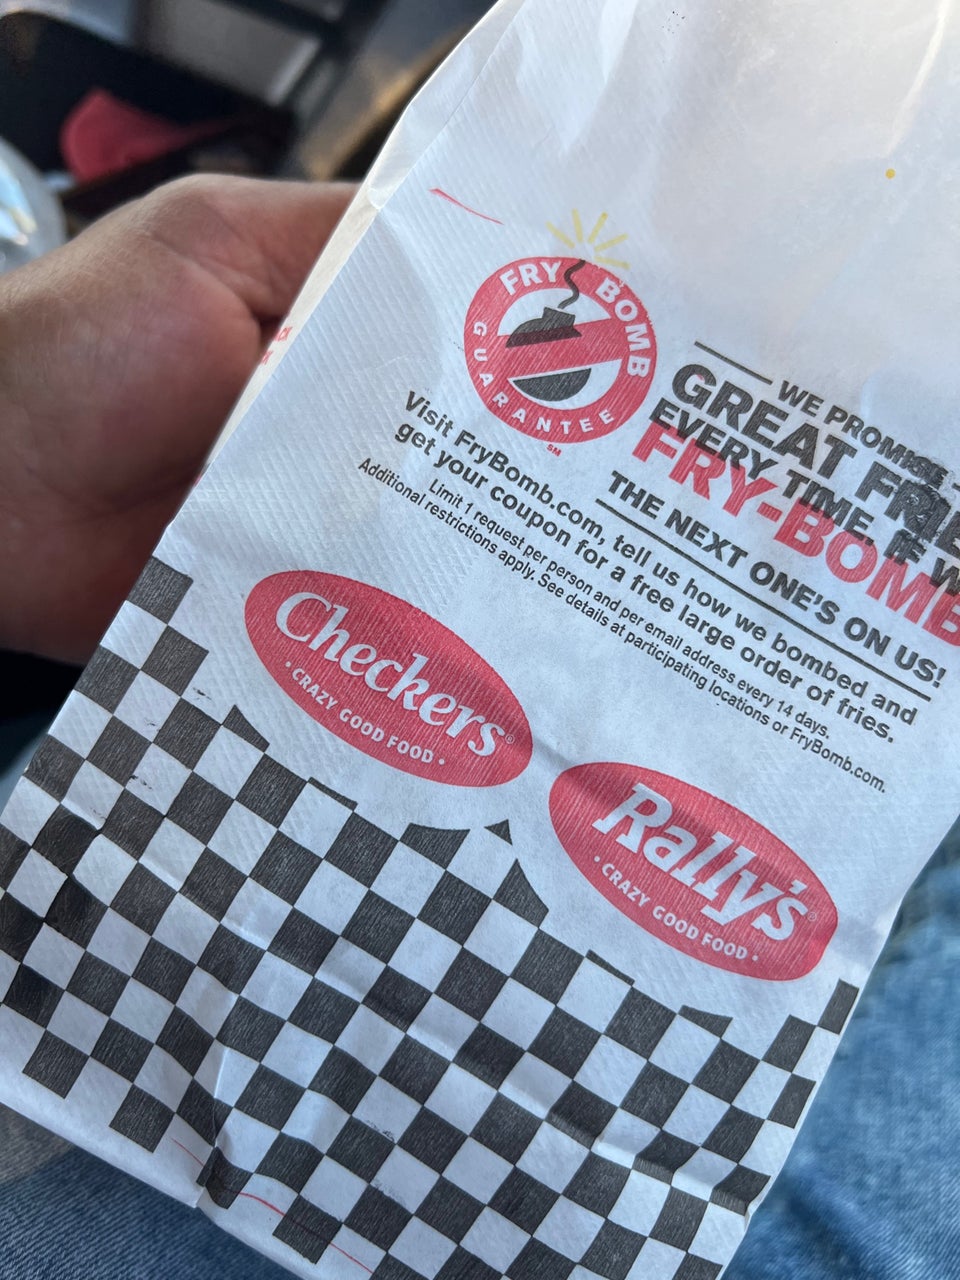 FRY BOMB
GUARANTEE
SM
WE PROMISE
GREAT
EVERY TIME. IF
FRY-BOMB
THE NEXT ONE'S ON US!
Visit FryBomb.com, tell us how we bombed and
get your coupon for a free large order of fries.
Limit 1 request per person and per email address every 14 days.
Additional restrictions apply. See details at participating locations or FryBomb.com.
Checkers®
• CRAZY GOOD FOOD •
Rally's®
• CRAZY GOOD FOOD •